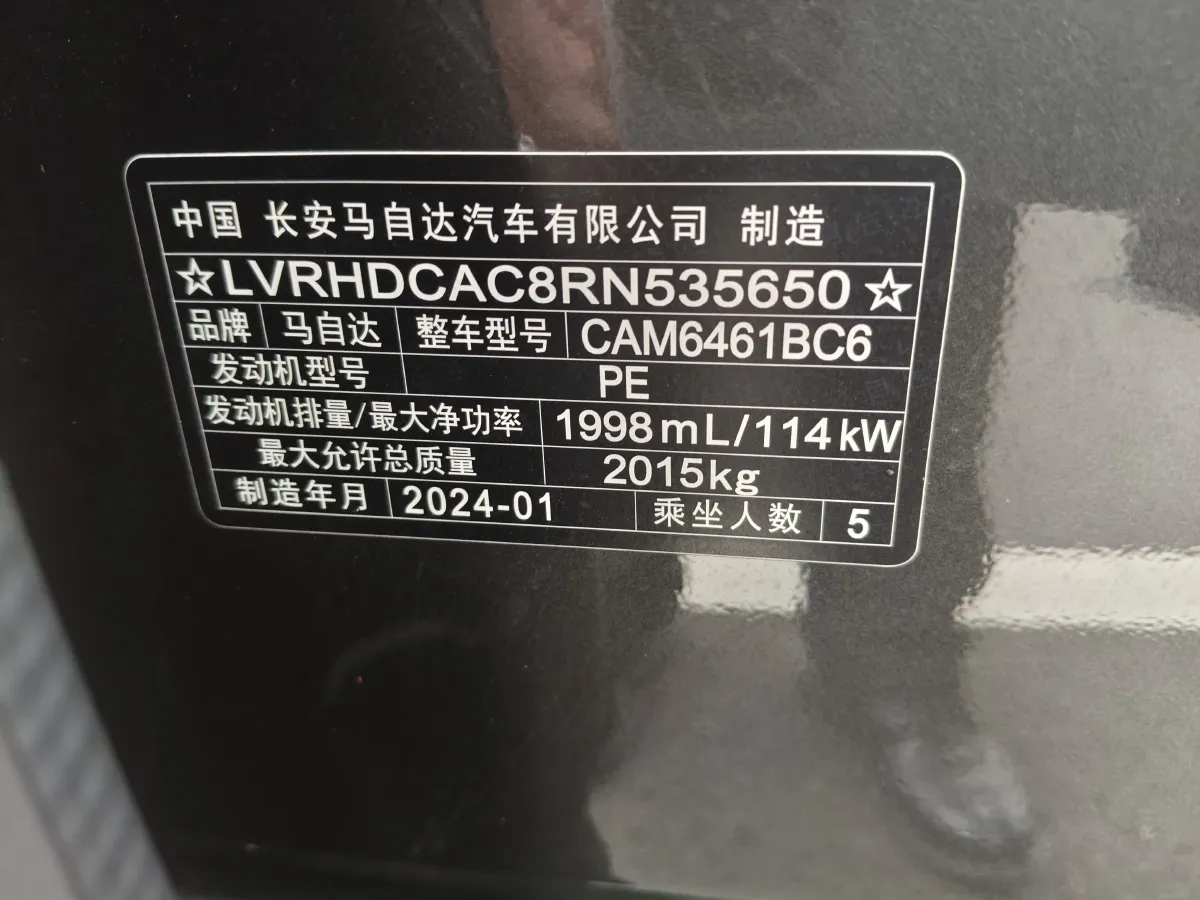 中国 长安马自达汽车有限公司 制造
☆LVRHDCAC8RN535650☆
品牌 马自达 整车型号 CAM6461BC6
发动机型号 PE
发动机排量/最大净功率 1998mL/114kW
最大允许总质量 2015kg
制造年月 2024-01 乘坐人数 5